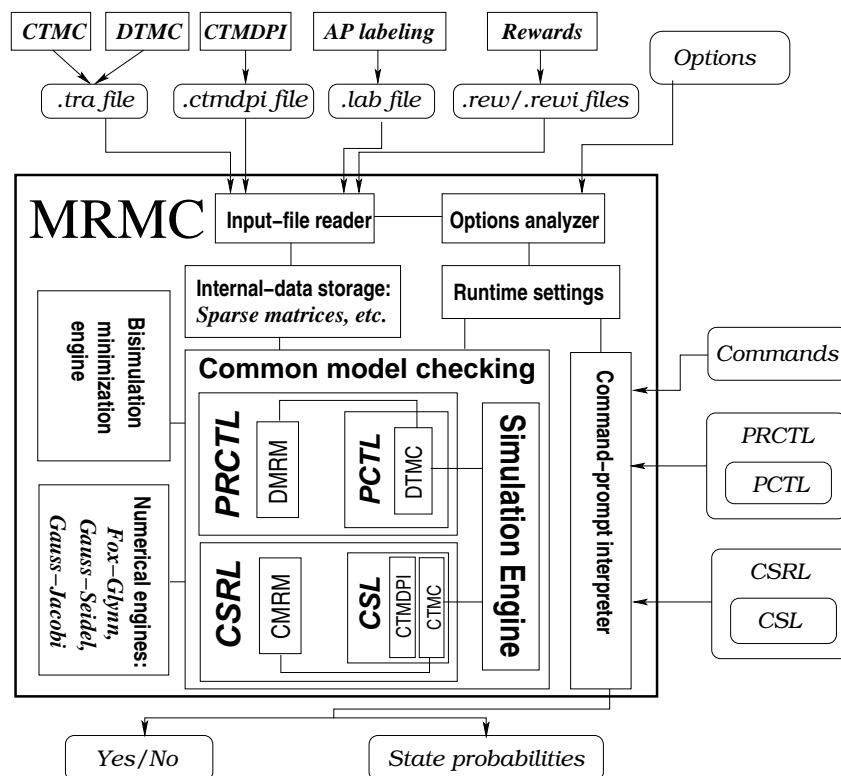 CTMC
DTMC
CTMDPI
AP labeling
Rewards
Options
.tra file
.ctmdpi file
.lab file
.rew/.rewi files
MRMC
Input–file reader
Options analyzer
Internal–data storage:
Sparse matrices, etc.
Runtime settings
Bisimulation
minimization
engine
Common model checking
Commands
PRCTL
DMRM
PCTL
DTMC
Simulation Engine
Command–prompt interpreter
PRCTL
PCTL
Numerical engines:
Fox–Glynn,
Gauss–Seidel,
Gauss–Jacobi
CSRL
CMRM
CSL
CTMDPI
CTMC
CSRL
CSL
Yes/No
State probabilities